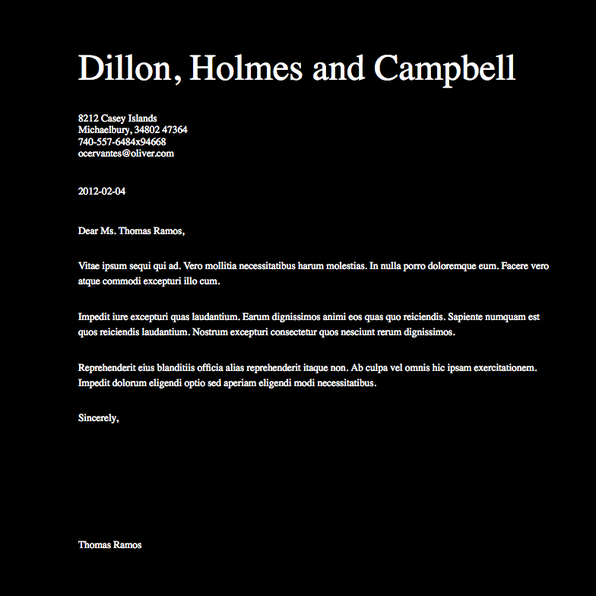 Dillon, Holmes and Campbell
8212 Casey Islands
Michaelbury, 34802 47364
740-557-6484x94668
ocervantes@oliver.com
2012-02-04
Dear Ms. Thomas Ramos,
Vitae ipsum sequi qui ad. Vero mollitia necessitatibus harum molestias. In nulla porro doloremque eum. Facere vero
atque commodi excepturi illo cum.
Impedit iure excepturi quas laudantium. Earum dignissimos animi eos quas quo reiciendis. Sapiente numquam est
quos reiciendis laudantium. Nostrum excepturi consectetur quos nesciunt rerum dignissimos.
Reprehenderit eius blanditiis officia alias reprehenderit itaque non. Ab culpa vel omnis hic ipsam exercitationem.
Impedit dolorum eligendi optio sed aperiam eligendi modi necessitatibus.
Sincerely,
Thomas Ramos